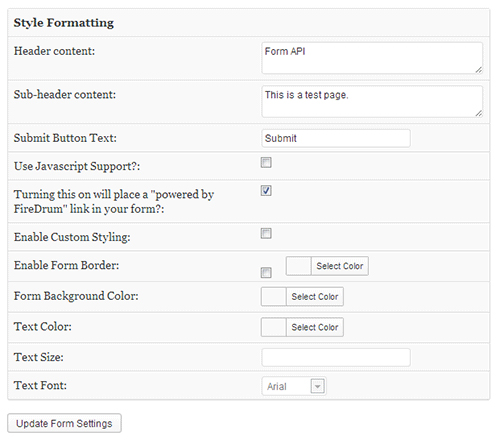 Style Formatting
Header content:
Form API
Sub-header content:
This is a test page.
Submit Button Text:
Submit
Use Javascript Support?:
Turning this on will place a "powered by
FireDrum" link in your form?:
Enable Custom Styling:
Enable Form Border:
Select Color
Form Background Color:
Select Color
Text Color:
Select Color
Text Size:
Text Font:
Arial
Update Form Settings